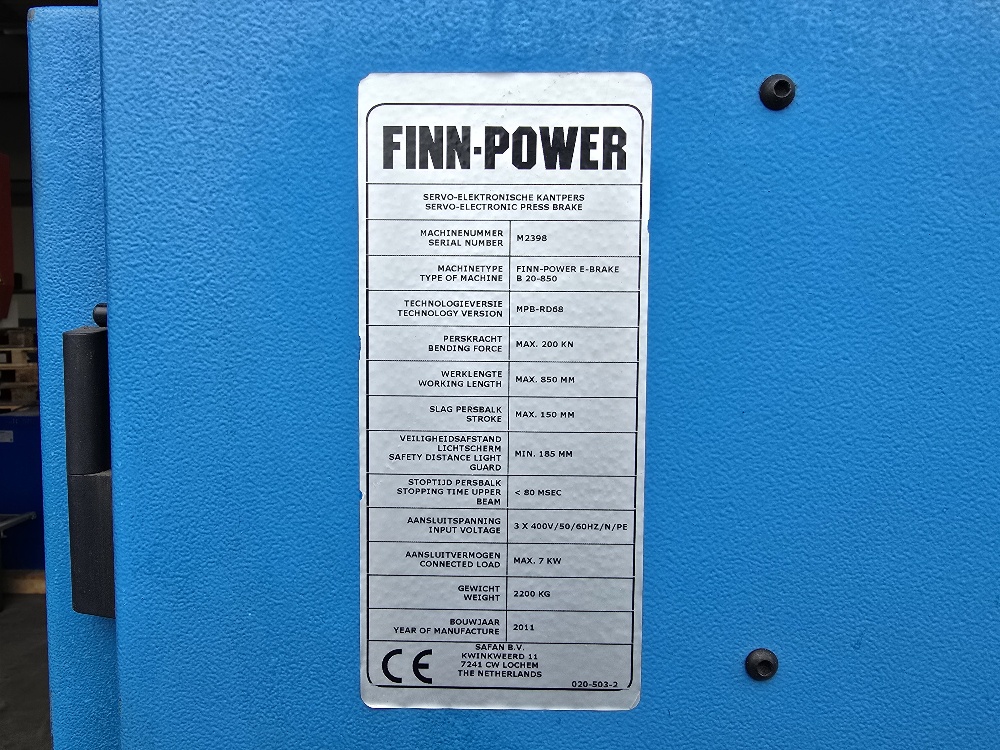 FINN-POWER
SERVO-ELEKTRONISCHE KANTPERS
SERVO-ELECTRONIC PRESS BRAKE
MACHINENUMMER
SERIAL NUMBER
M2398
MACHINETYPE
TYPE OF MACHINE
FINN-POWER E-BRAKE
B 20-850
TECHNOLOGIEVERSIE
TECHNOLOGY VERSION
MPB-RD68
PERSKRACHT
BENDING FORCE
MAX. 200 KN
WERKLENGTE
WORKING LENGTH
MAX. 850 MM
SLAG PERSBALK
STROKE
MAX. 150 MM
VEILIGHEIDSAFSTAND
LICHTSCHERM
SAFETY DISTANCE LIGHT
GUARD
MIN. 185 MM
STOPTIJD PERSBALK
STOPPING TIME UPPER
BEAM
< 80 MSEC
AANSLUITSPANNING
INPUT VOLTAGE
3 X 400V/50/60HZ/N/PE
AANSLUITVERMOGEN
CONNECTED LOAD
MAX. 7 KW
GEWICHT
WEIGHT
2200 KG
BOUWJAAR
YEAR OF MANUFACTURE
2011
CE
SAFAN B.V.
KWINKWEERD 11
7241 CW LOCHEM
THE NETHERLANDS
020-503-2